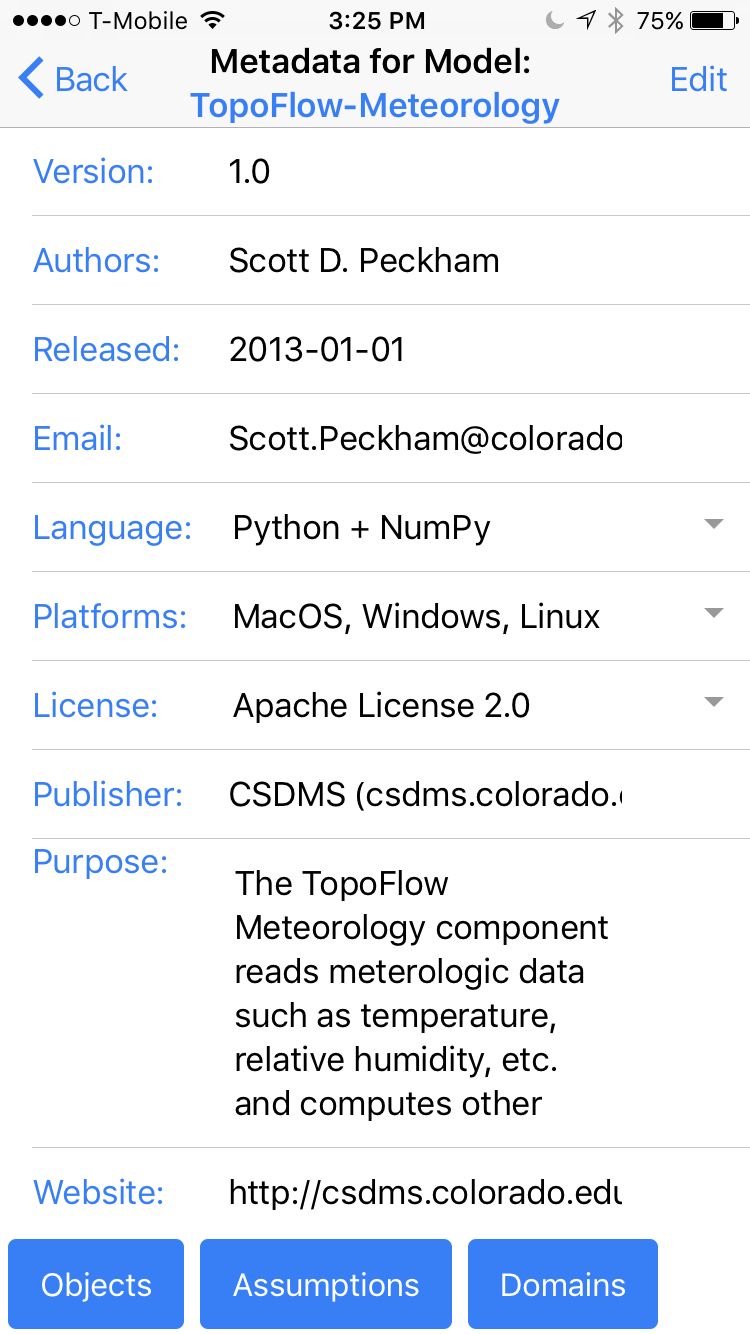 T-Mobile 3:25 PM 75%
Metadata for Model:
Back TopoFlow-Meteorology Edit
Version: 1.0
Authors: Scott D. Peckham
Released: 2013-01-01
Email: Scott.Peckham@colorado
Language: Python + NumPy
Platforms: MacOS, Windows, Linux
License: Apache License 2.0
Publisher: CSDMS (csdms.colorado.
Purpose: The TopoFlow
Meteorology component
reads meterologic data
such as temperature,
relative humidity, etc.
and computes other
Website: http://csdms.colorado.edu
Objects Assumptions Domains